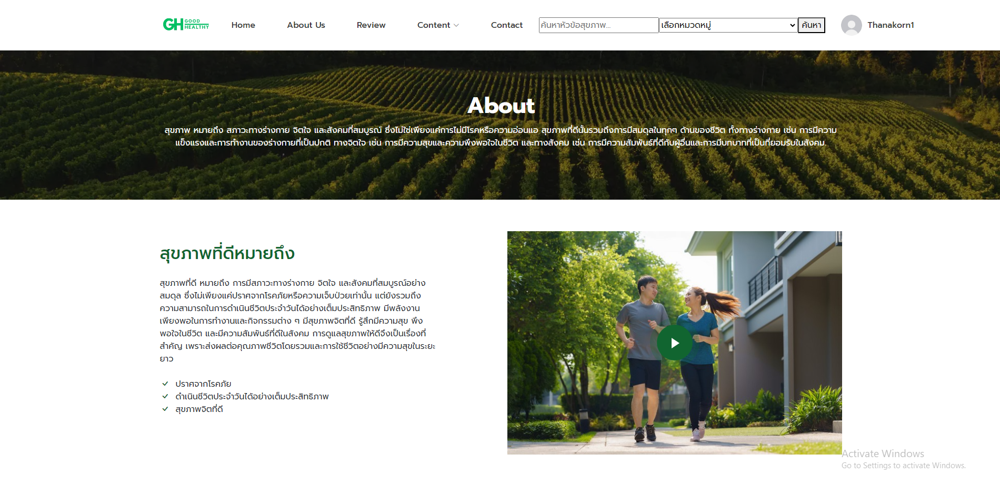 GH GOOD HEALTHY
Home
About Us
Review
Content
Contact
ค้นหาหัวข้อสุขภาพ...
เลือกหมวดหมู่
ค้นหา
Thanakorn1
About
สุขภาพ หมายถึง สภาวะทางร่างกาย จิตใจ และสังคมที่สมบูรณ์ ซึ่งไม่ใช่เพียงแค่การไม่มีโรคหรือความอ่อนแอ สุขภาพที่ดีนั้นรวมถึงการมีสมดุลในทุกๆ ด้านของชีวิต ทั้งทางร่างกาย เช่น การมีความ
แข็งแรงและการทำงานของร่างกายที่เป็นปกติ ทางจิตใจ เช่น การมีความสุขและความพึงพอใจในชีวิต และทางสังคม เช่น การมีความสัมพันธ์ที่ดีกับผู้อื่นและการมีบทบาทที่เป็นที่ยอมรับในสังคม.
สุขภาพที่ดีหมายถึง
สุขภาพที่ดี หมายถึง การมีสภาวะทางร่างกาย จิตใจ และสังคมที่สมบูรณ์อย่าง
สมดุล ซึ่งไม่เพียงแค่ปราศจากโรคภัยหรือความเจ็บป่วยเท่านั้น แต่ยังรวมถึง
ความสามารถในการดำเนินชีวิตประจำวันได้อย่างเต็มประสิทธิภาพ มีพลังงาน
เพียงพอในการทำงานและกิจกรรมต่าง ๆ มีสุขภาพจิตที่ดี รู้สึกมีความสุข พึง
พอใจในชีวิต และมีความสัมพันธ์ที่ดีในสังคม การดูแลสุขภาพให้ดีจึงเป็นเรื่องที่
สำคัญ เพราะส่งผลต่อคุณภาพชีวิตโดยรวมและการใช้ชีวิตอย่างมีความสุขในระยะ
ยาว
ปราศจากโรคภัย
ดำเนินชีวิตประจำวันได้อย่างเต็มประสิทธิภาพ
สุขภาพจิตที่ดี
Activate Windows
Go to Settings to activate Windows.